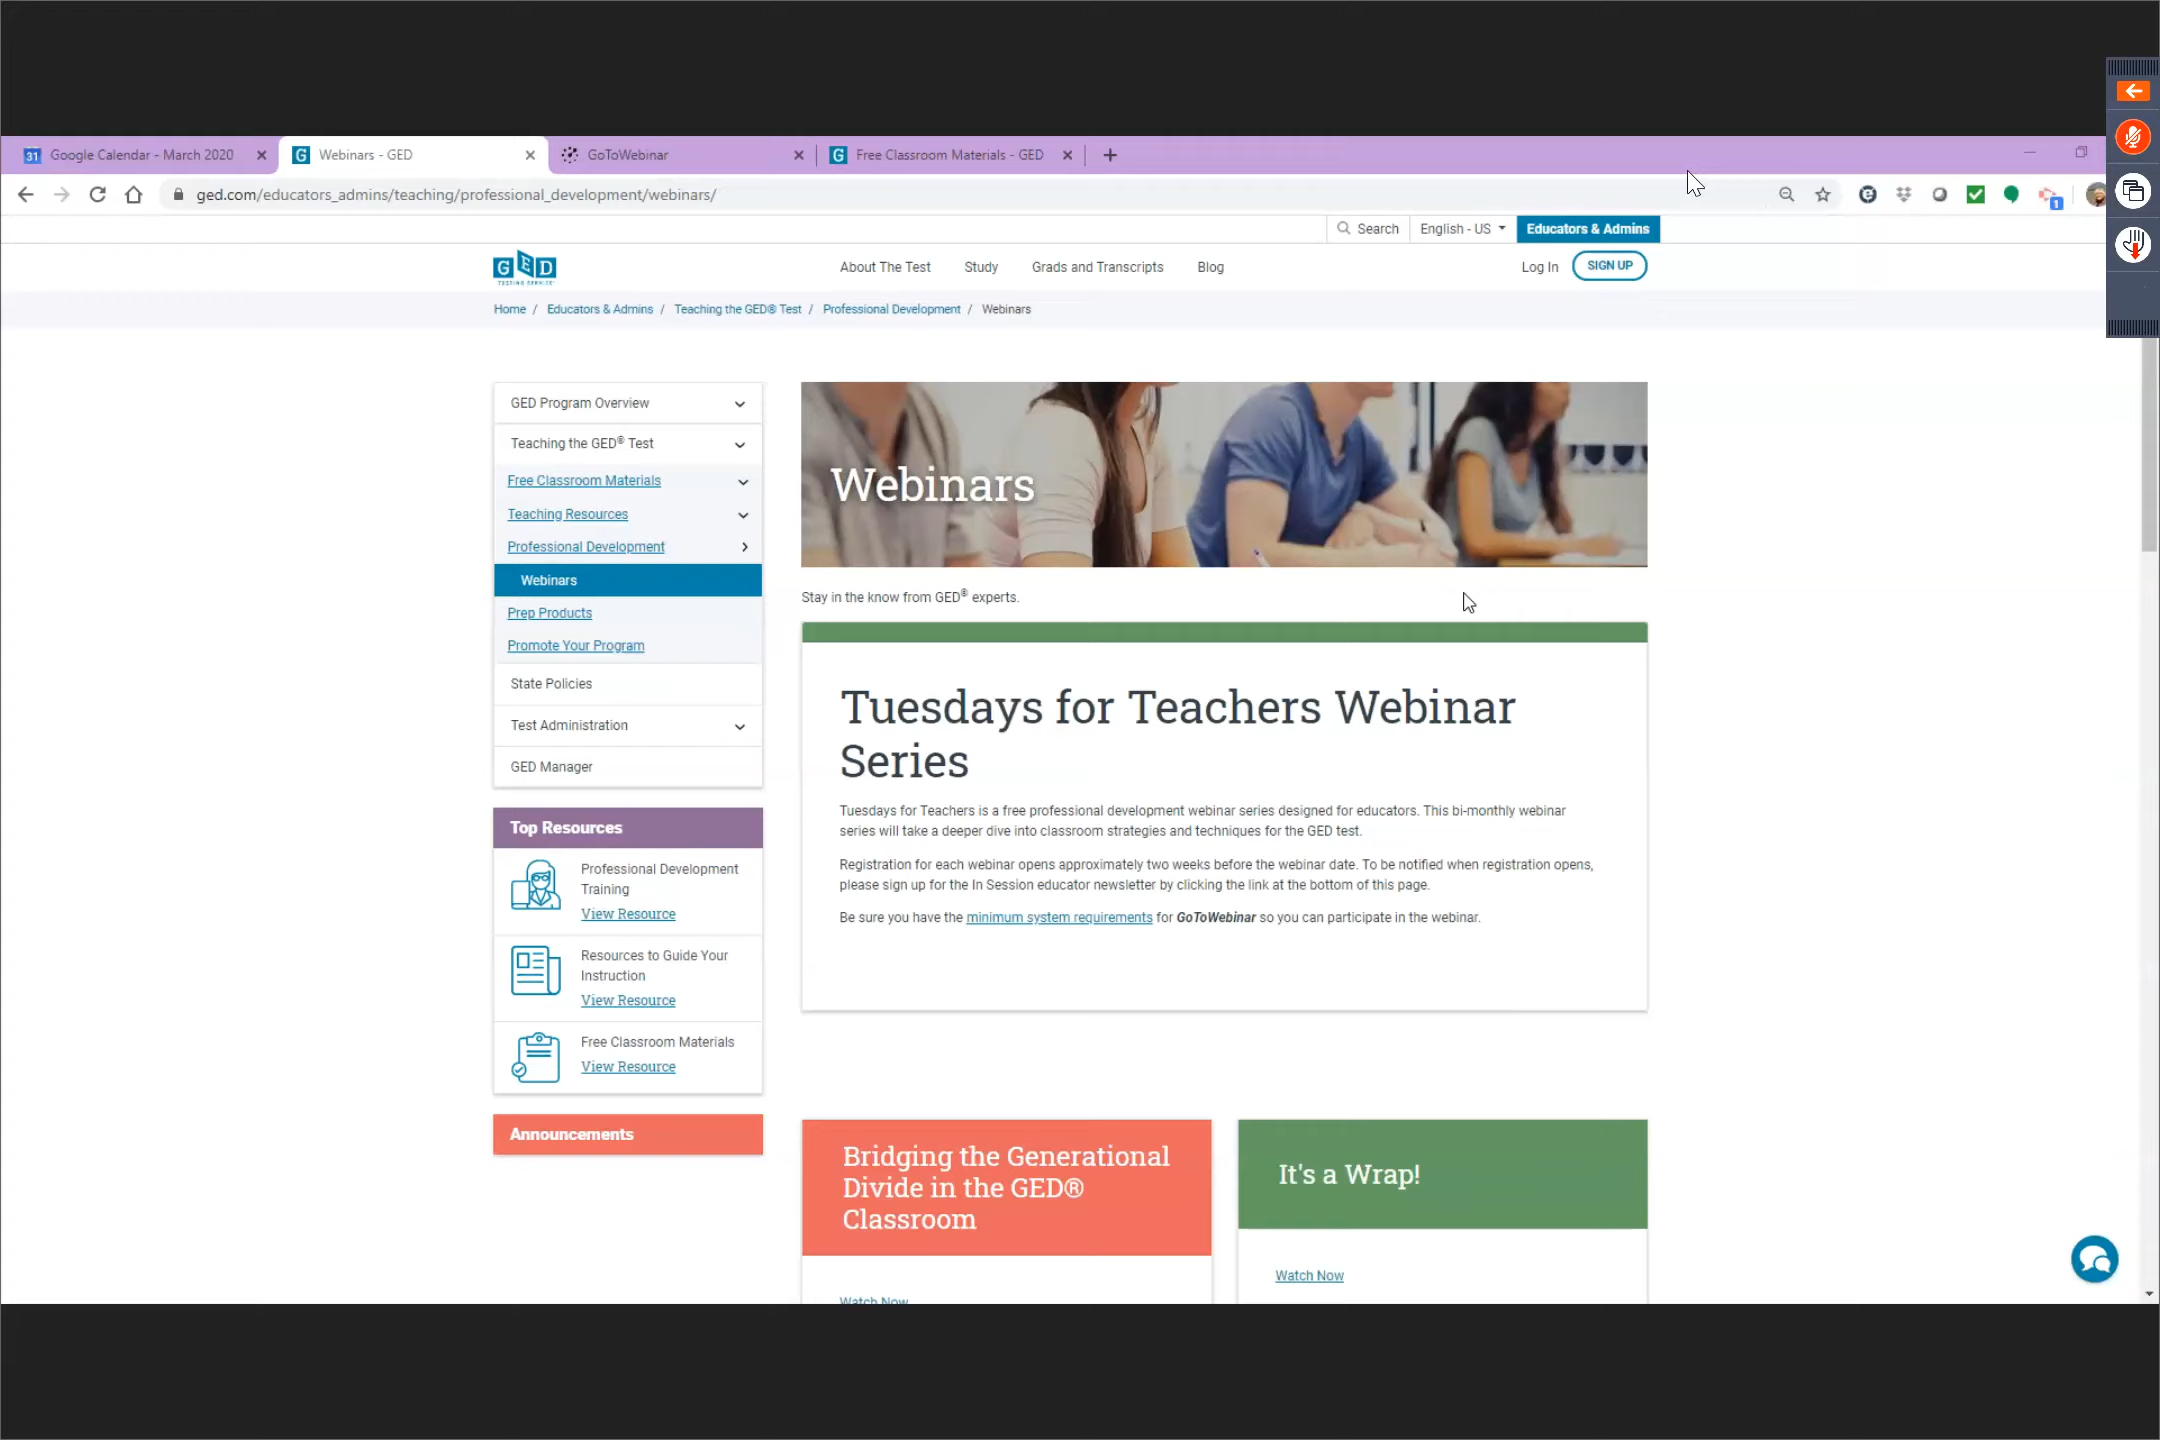 31 Google Calendar - March 2020
G Webinars - GED
GoToWebinar
G Free Classroom Materials - GED
ged.com/educators_admins/teaching/professional_development/webinars/
1
Search
English - US
Educators & Admins
GED
TESTING SERVICE
About The Test
Study
Grads and Transcripts
Blog
Log In
SIGN UP
Home / Educators & Admins / Teaching the GED® Test / Professional Development / Webinars
GED Program Overview
Teaching the GED® Test
Free Classroom Materials
Teaching Resources
Professional Development
Webinars
Prep Products
Promote Your Program
State Policies
Test Administration
GED Manager
Top Resources
Professional Development
Training
View Resource
Resources to Guide Your
Instruction
View Resource
Free Classroom Materials
View Resource
Announcements
Webinars
Stay in the know from GED® experts.
Tuesdays for Teachers Webinar
Series
Tuesdays for Teachers is a free professional development webinar series designed for educators. This bi-monthly webinar
series will take a deeper dive into classroom strategies and techniques for the GED test.
Registration for each webinar opens approximately two weeks before the webinar date. To be notified when registration opens,
please sign up for the In Session educator newsletter by clicking the link at the bottom of this page.
Be sure you have the minimum system requirements for GoToWebinar so you can participate in the webinar.
Bridging the Generational
Divide in the GED®
Classroom
Watch Now
It's a Wrap!
Watch Now